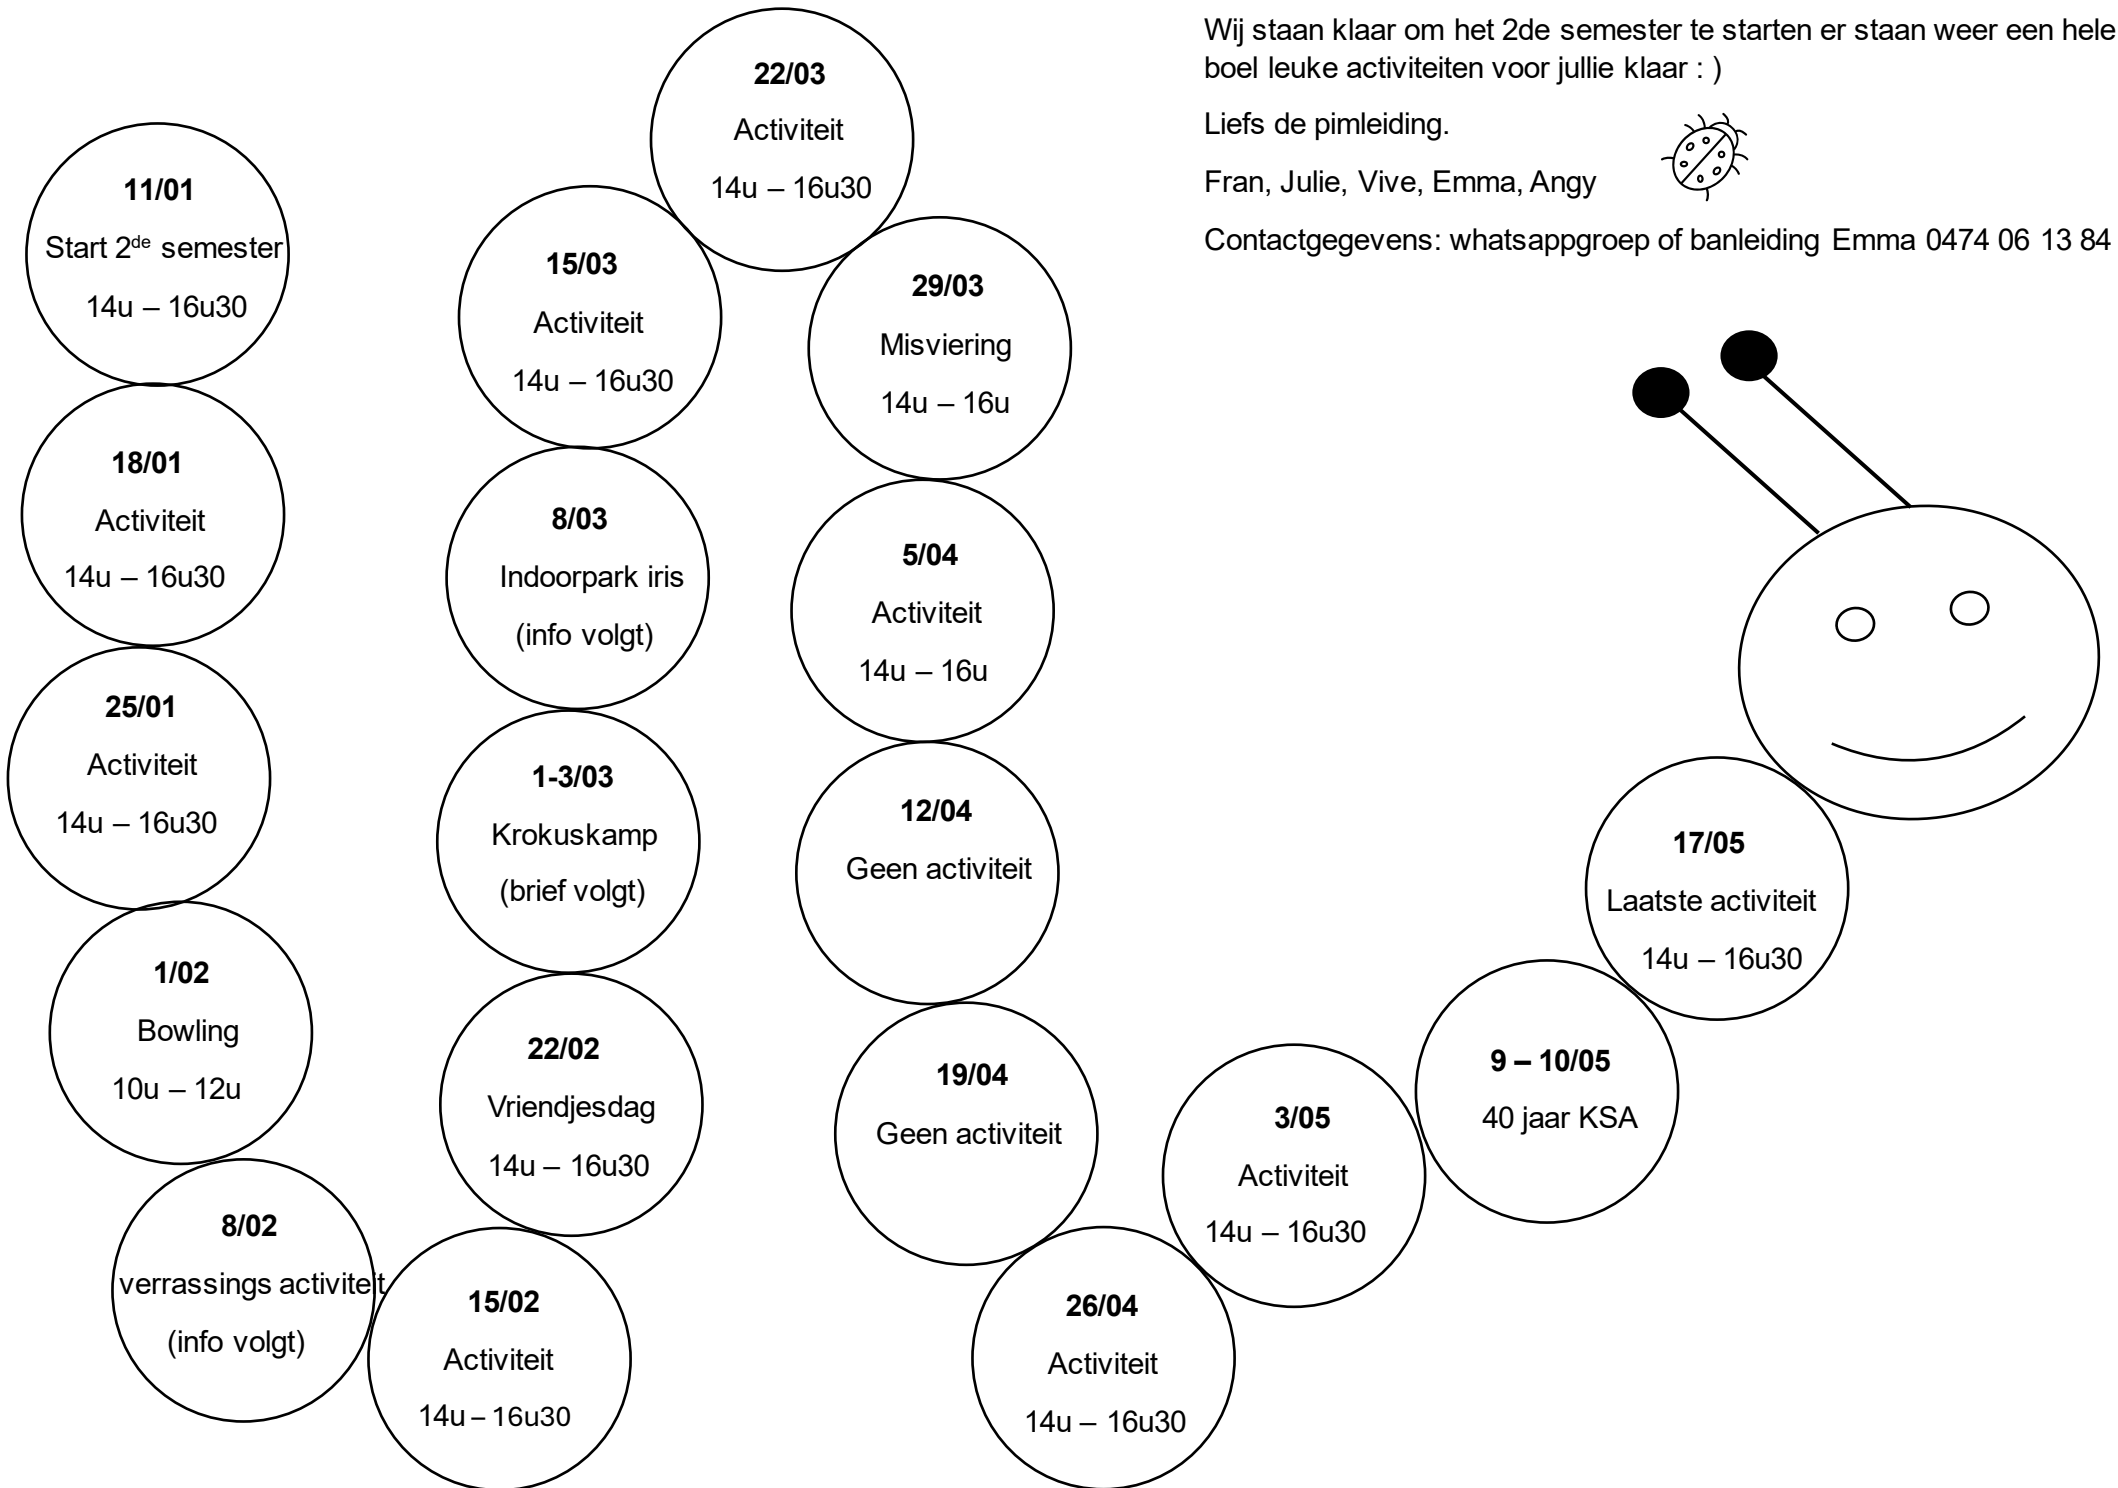 Wij staan klaar om het 2de semester te starten er staan weer een hele
boel leuke activiteiten voor jullie klaar : )
Liefs de pimleiding.
Fran, Julie, Vive, Emma, Angy
Contactgegevens: whatsappgroep of banleiding Emma 0474 06 13 84
11/01
Start 2de semester
14u – 16u30
18/01
Activiteit
14u – 16u30
25/01
Activiteit
14u – 16u30
1/02
Bowling
10u – 12u
8/02
verrassings activiteit
(info volgt)
15/02
Activiteit
14u – 16u30
22/02
Vriendjesdag
14u – 16u30
1-3/03
Krokuskamp
(brief volgt)
8/03
Indoorpark iris
(info volgt)
15/03
Activiteit
14u – 16u30
22/03
Activiteit
14u – 16u30
29/03
Misviering
14u – 16u
5/04
Activiteit
14u – 16u
12/04
Geen activiteit
19/04
Geen activiteit
26/04
Activiteit
14u – 16u30
3/05
Activiteit
14u – 16u30
9 – 10/05
40 jaar KSA
17/05
Laatste activiteit
14u – 16u30